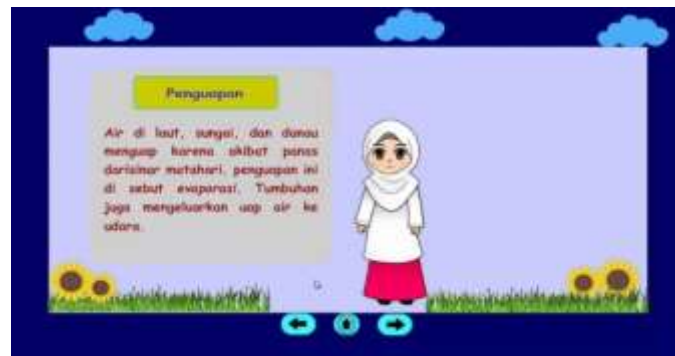 Penguapan
Air di laut, sungai, dan danau
menguap karena akibat panas
darisinar matahari, penguapan ini
di sebut evaporasi. Tumbuhan
juga mengeluarkan uap air ke
udara.